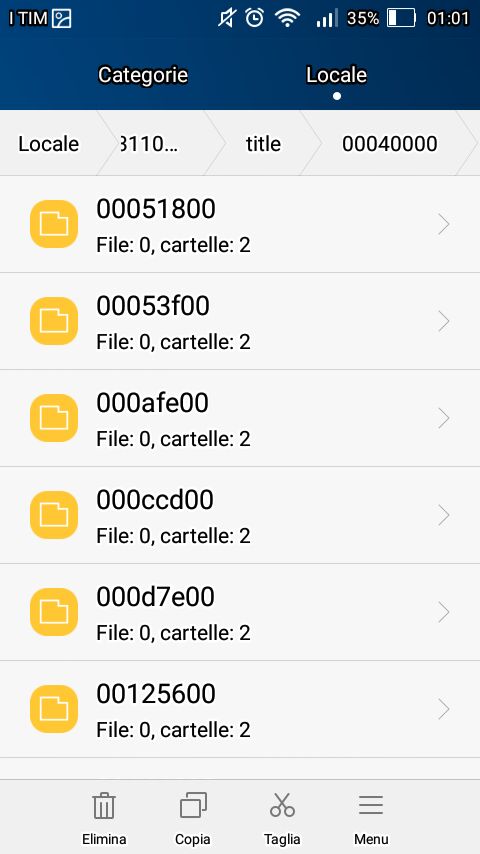 I TIM 35% 01:01
Categorie Locale
Locale 3110... title 00040000
00051800
File: 0, cartelle: 2
00053f00
File: 0, cartelle: 2
000afe00
File: 0, cartelle: 2
000ccd00
File: 0, cartelle: 2
000d7e00
File: 0, cartelle: 2
00125600
File: 0, cartelle: 2
Elimina Copia Taglia Menu